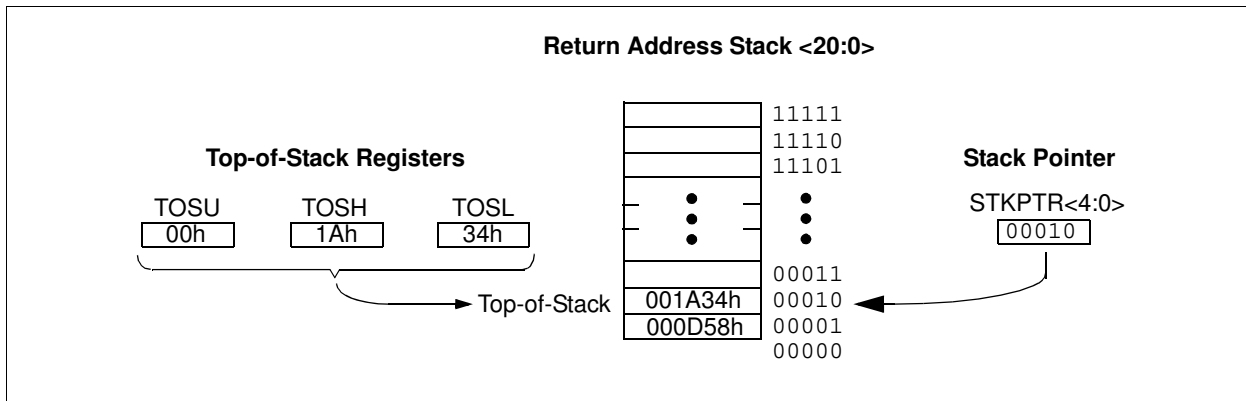 Return Address Stack <20:0>
11111
11110
11101
Top-of-Stack Registers
Stack Pointer
TOSU TOSH TOSL
00h 1Ah 34h
STKPTR<4:0>
00010
00011
Top-of-Stack 001A34h 00010
000D58h 00001
00000